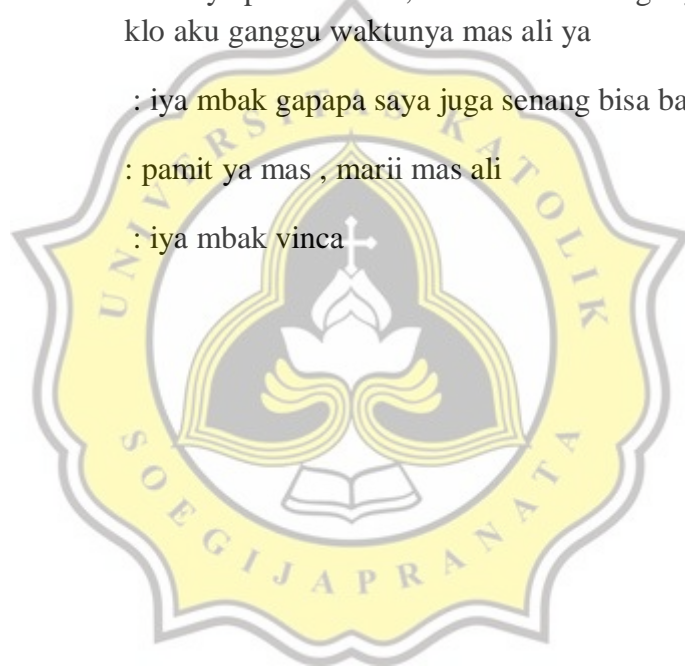 klo aku ganggu waktunya mas ali ya
: iya mbak gapapa saya juga senang bisa
: pamit ya mas , marii mas ali
: iya mbak vinca
UNIVERSITAS KATOLIK
SOEGIJAPRANATA